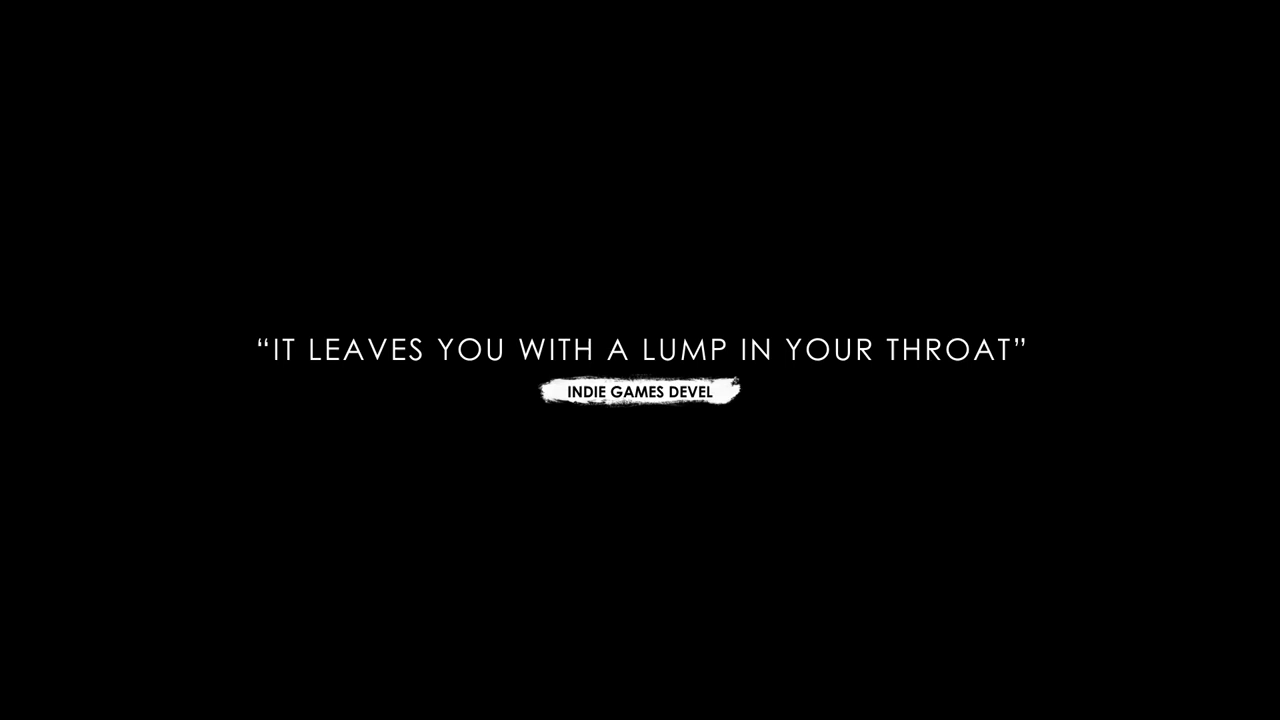 “IT LEAVES YOU WITH A LUMP IN YOUR THROAT”
INDIE GAMES DEVEL